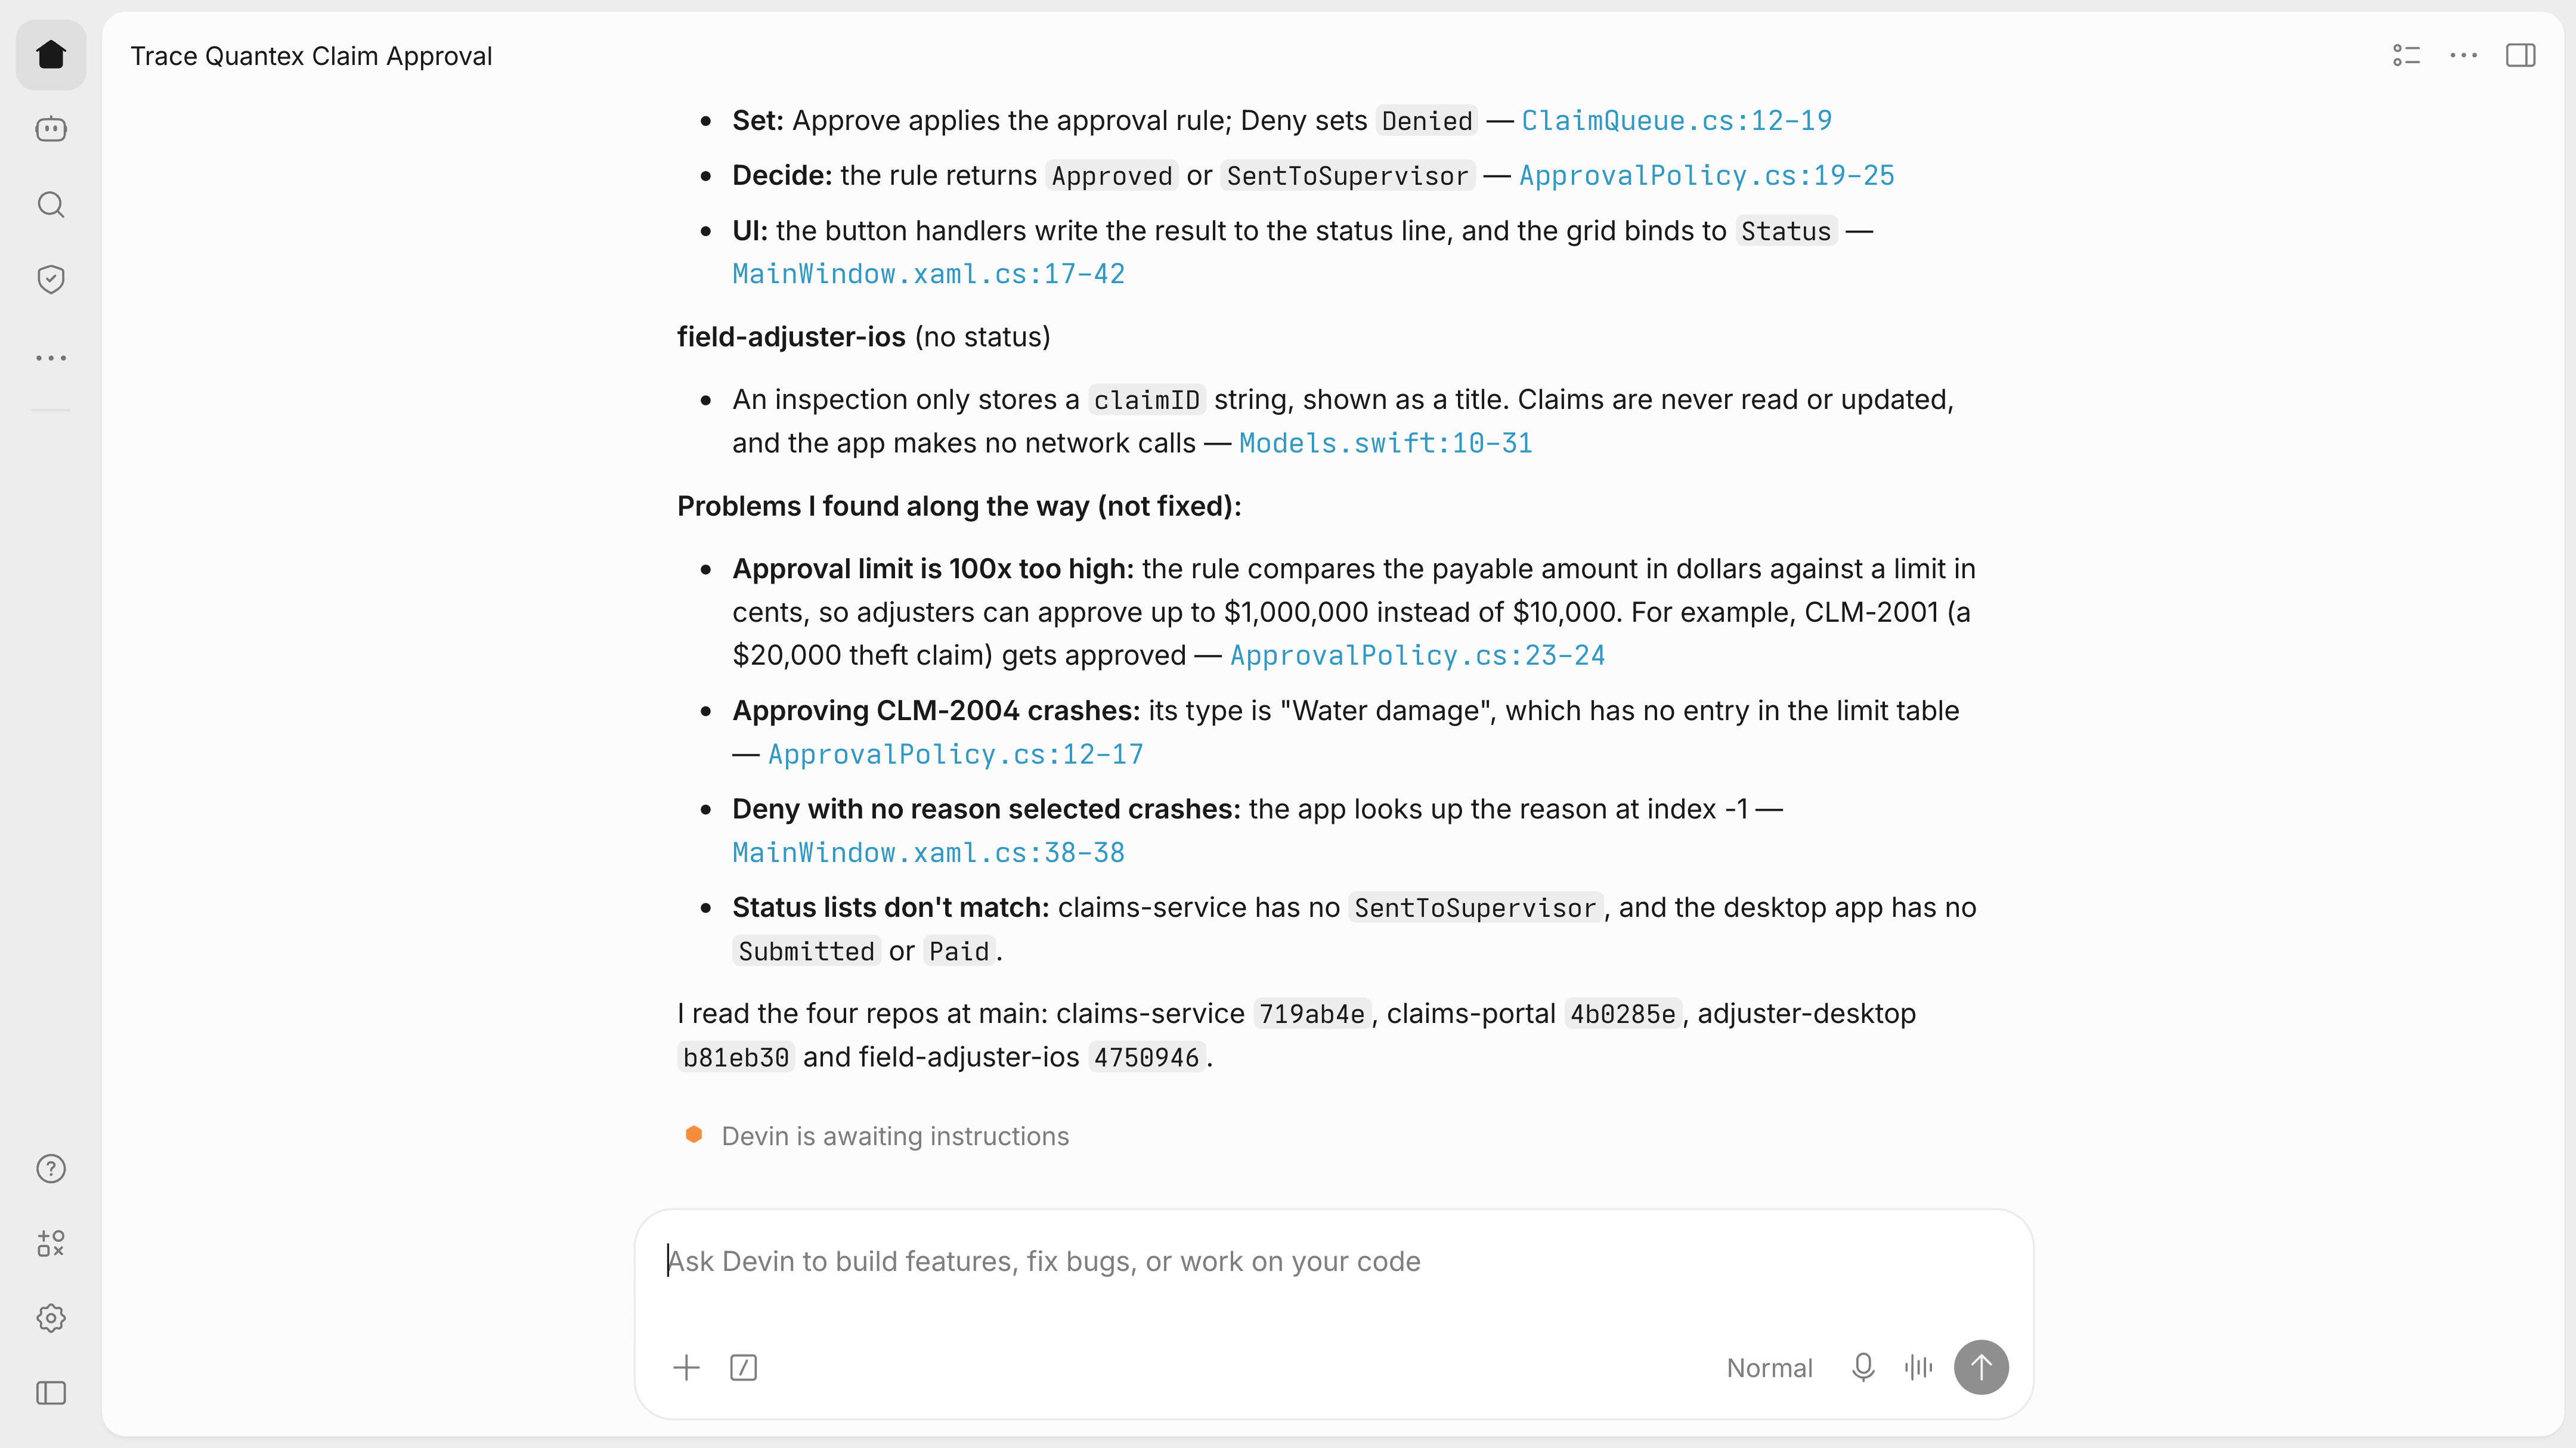 Trace Quantex Claim Approval
Set: Approve applies the approval rule; Deny sets Denied — ClaimQueue.cs:12-19
Decide: the rule returns Approved or SentToSupervisor — ApprovalPolicy.cs:19-25
UI: the button handlers write the result to the status line, and the grid binds to Status —
MainWindow.xaml.cs:17-42
field-adjuster-ios (no status)
An inspection only stores a claimID string, shown as a title. Claims are never read or updated,
and the app makes no network calls — Models.swift:10-31
Problems I found along the way (not fixed):
Approval limit is 100x too high: the rule compares the payable amount in dollars against a limit in
cents, so adjusters can approve up to $1,000,000 instead of $10,000. For example, CLM-2001 (a
$20,000 theft claim) gets approved — ApprovalPolicy.cs:23-24
Approving CLM-2004 crashes: its type is "Water damage", which has no entry in the limit table
— ApprovalPolicy.cs:12-17
Deny with no reason selected crashes: the app looks up the reason at index -1 —
MainWindow.xaml.cs:38-38
Status lists don't match: claims-service has no SentToSupervisor, and the desktop app has no
Submitted or Paid.
I read the four repos at main: claims-service 719ab4e, claims-portal 4b0285e, adjuster-desktop
b81eb30 and field-adjuster-ios 4750946.
Devin is awaiting instructions
Ask Devin to build features, fix bugs, or work on your code
Normal